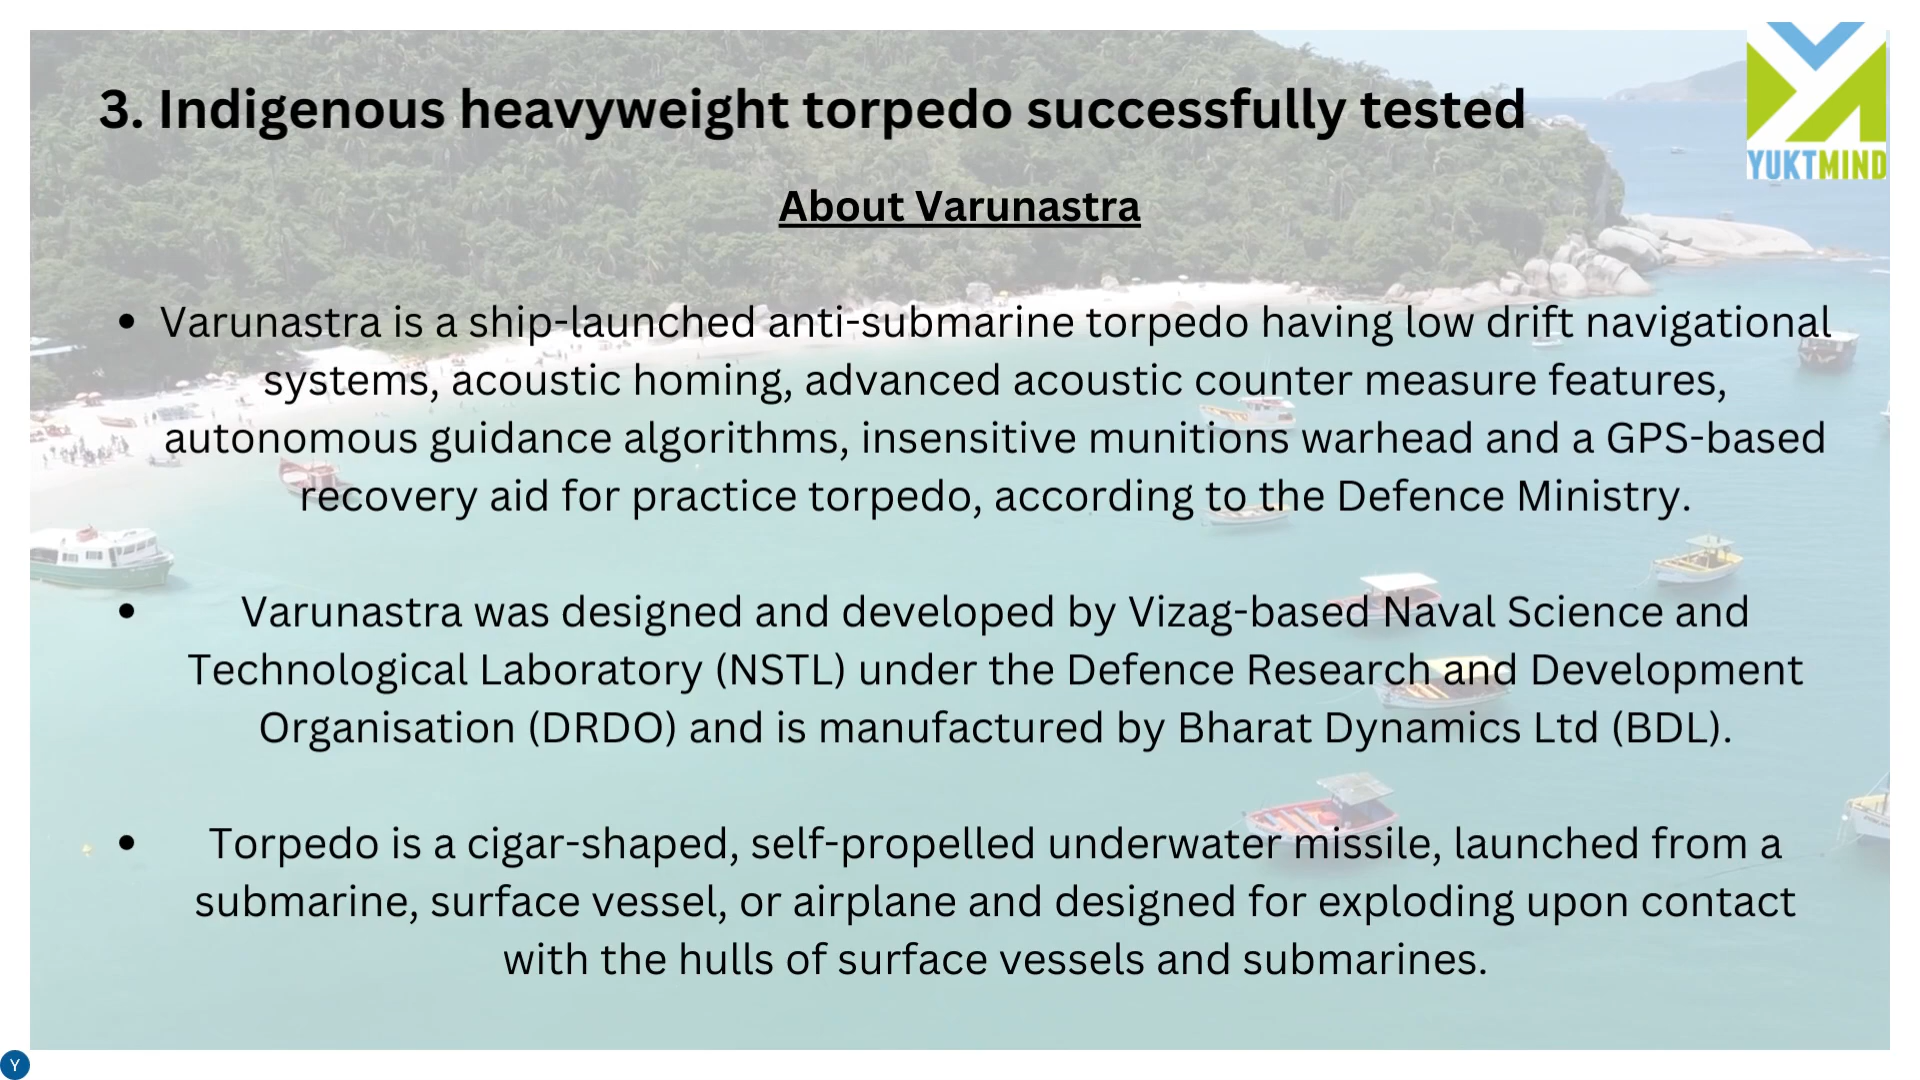 3. Indigenous heavyweight torpedo successfully tested
YUKTMIND
About Varunastra
• Varunastra is a ship-launched anti-submarine torpedo having low drift navigational
systems, acoustic homing, advanced acoustic counter measure features,
autonomous guidance algorithms, insensitive munitions warhead and a GPS-based
recovery aid for practice torpedo, according to the Defence Ministry.
• Varunastra was designed and developed by Vizag-based Naval Science and
Technological Laboratory (NSTL) under the Defence Research and Development
Organisation (DRDO) and is manufactured by Bharat Dynamics Ltd (BDL).
• Torpedo is a cigar-shaped, self-propelled underwater missile, launched from a
submarine, surface vessel, or airplane and designed for exploding upon contact
with the hulls of surface vessels and submarines.
Y